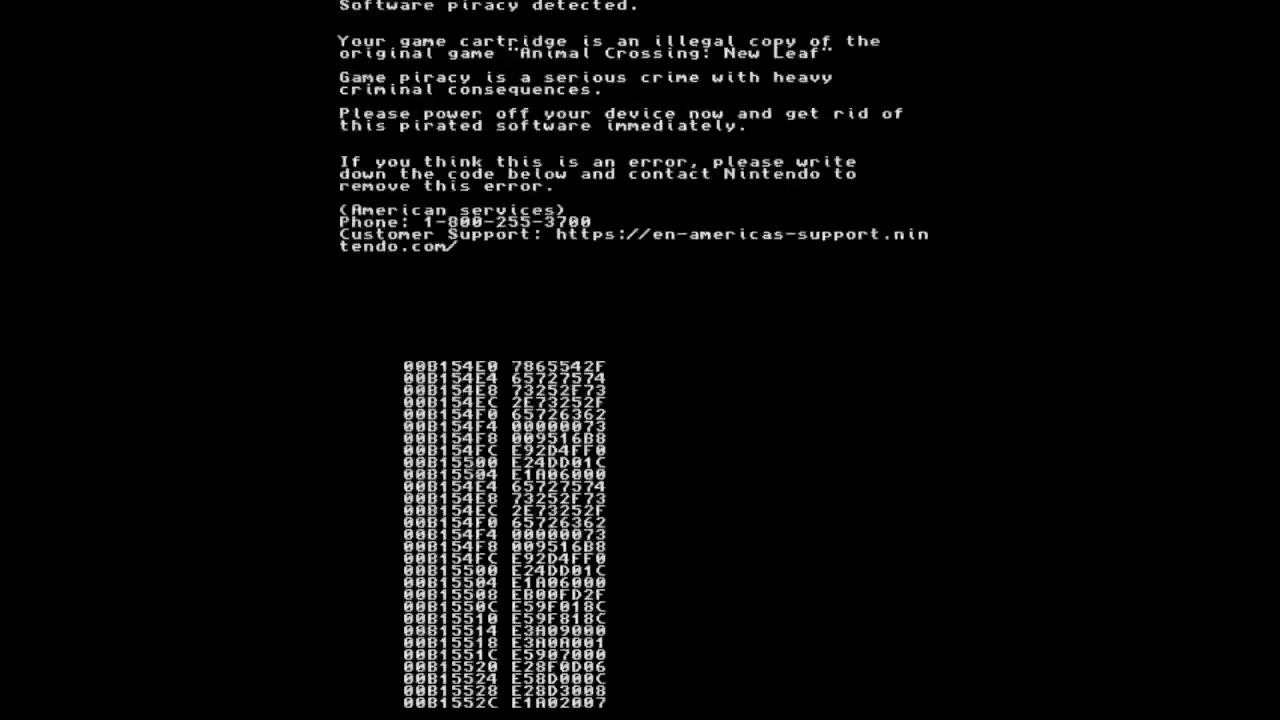 Software piracy detected.
Your game cartridge is an illegal copy of the
original game "Animal Crossing: New Leaf"
Game piracy is a serious crime with heavy
criminal consequences.
Please power off your device now and get rid of
this pirated software immediately.
If you think this is an error, please write
down the code below and contact Nintendo to
remove this error.
(American services)
Phone: 1-800-255-3700
Customer Support: https://en-americas-support.nin
tendo.com/
00B154E0 7865542F
00B154E4 65727574
00B154E8 73252F73
00B154EC 2E73252F
00B154F0 65726362
00B154F4 00000073
00B154F8 009516B8
00B154FC E92D4FF0
00B15500 E24DD01C
00B15504 E1A06000
00B154E4 65727574
00B154E8 73252F73
00B154EC 2E73252F
00B154F0 65726362
00B154F4 00000073
00B154F8 009516B8
00B154FC E92D4FF0
00B15500 E24DD01C
00B15504 E1A06000
00B15508 EB00FD2F
00B1550C E59F018C
00B15510 E59F818C
00B15514 E3A09000
00B15518 E3A0A001
00B1551C E5907000
00B15520 E28F0D06
00B15524 E58D000C
00B15528 E28D3008
00B1552C E1A02007